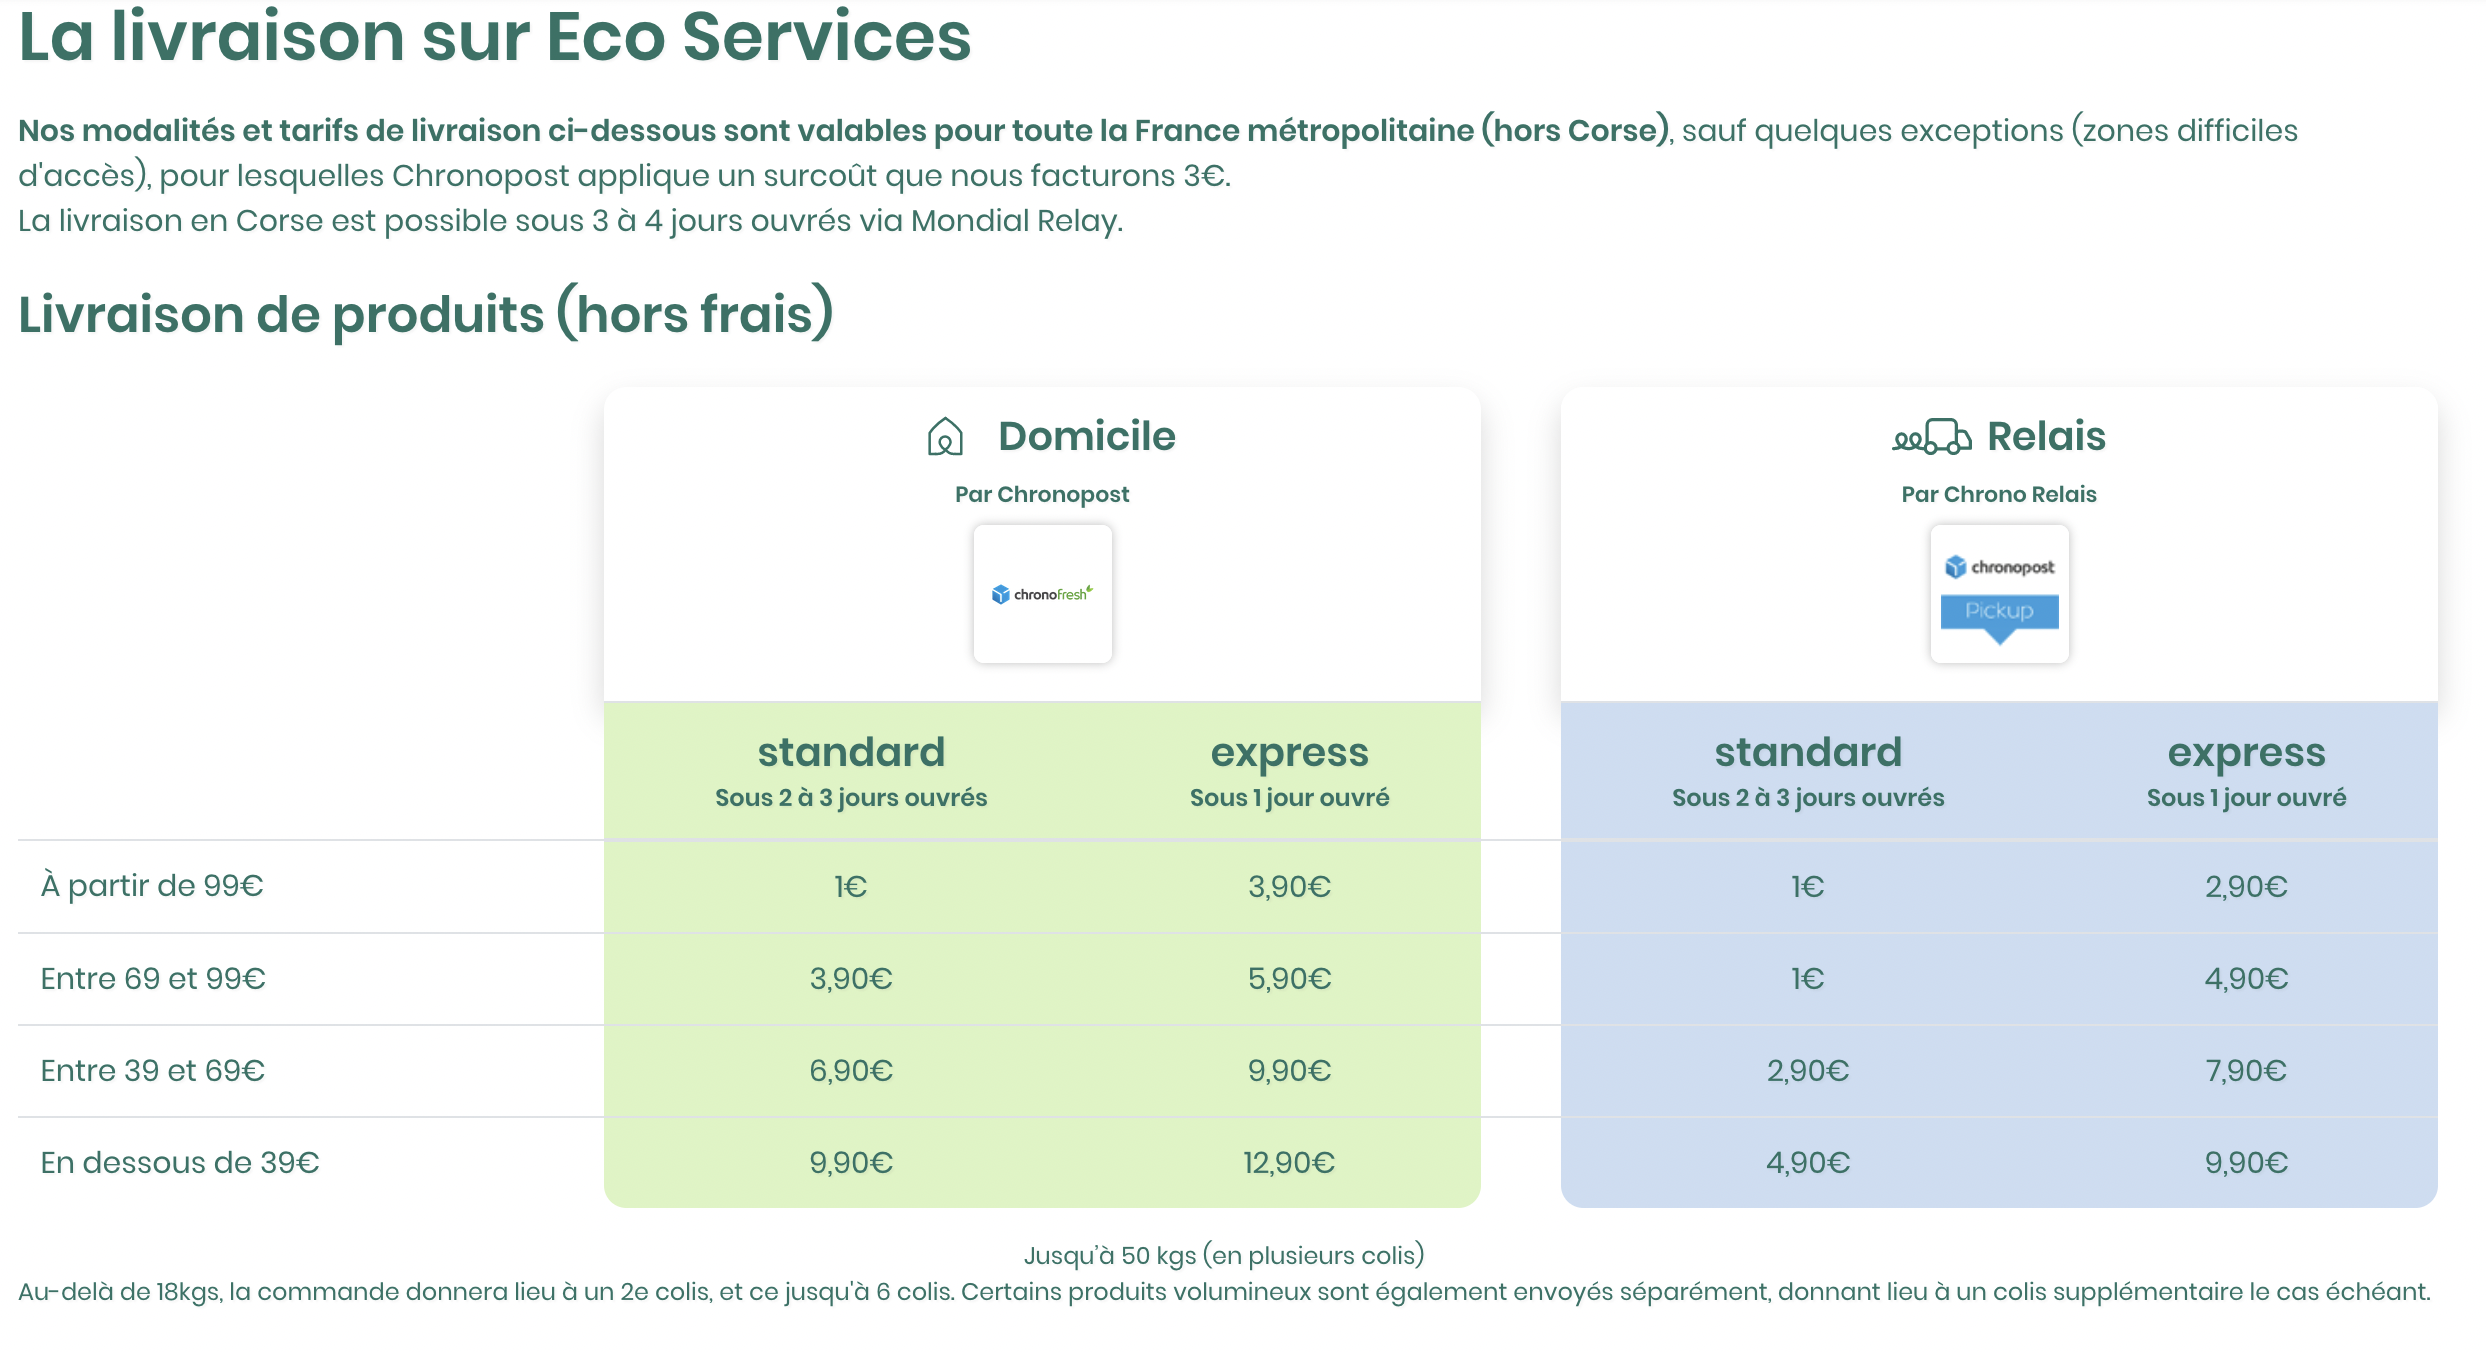 La livraison sur Eco Services
Nos modalités et tarifs de livraison ci-dessous sont valables pour toute la France métropolitaine (hors Corse), sauf quelques exceptions (zones difficiles
d'accès), pour lesquelles Chronopost applique un surcoût que nous facturons 3€.
La livraison en Corse est possible sous 3 à 4 jours ouvrés via Mondial Relay.
Livraison de produits (hors frais)
Domicile
Par Chronopost
chronofresh
Relais
Par Chrono Relais
chronopost
Pickup
standard express standard express
Sous 2 à 3 jours ouvrés Sous 1 jour ouvré Sous 2 à 3 jours ouvrés Sous 1 jour ouvré
À partir de 99€ 1€ 3,90€ 1€ 2,90€
Entre 69 et 99€ 3,90€ 5,90€ 1€ 4,90€
Entre 39 et 69€ 6,90€ 9,90€ 2,90€ 7,90€
En dessous de 39€ 9,90€ 12,90€ 4,90€ 9,90€
Jusqu'à 50 kgs (en plusieurs colis)
Au-delà de 18kgs, la commande donnera lieu à un 2e colis, et ce jusqu'à 6 colis. Certains produits volumineux sont également envoyés séparément, donnant lieu à un colis supplémentaire le cas échéant.